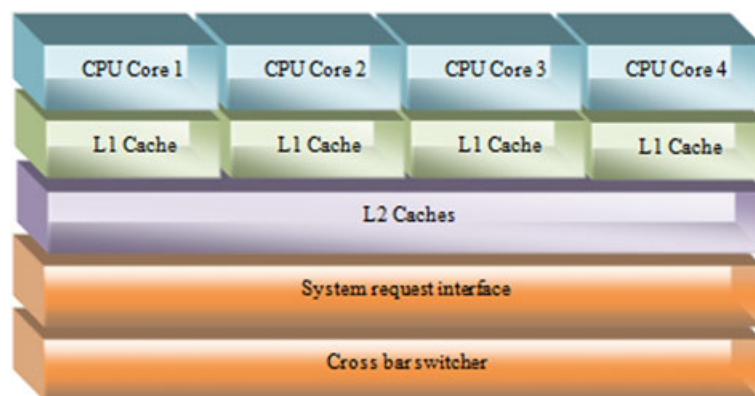 CPU Core 1 CPU Core 2 CPU Core 3 CPU Core 4
L1 Cache L1 Cache L1 Cache L1 Cache
L2 Caches
System request interface
Cross bar switcher